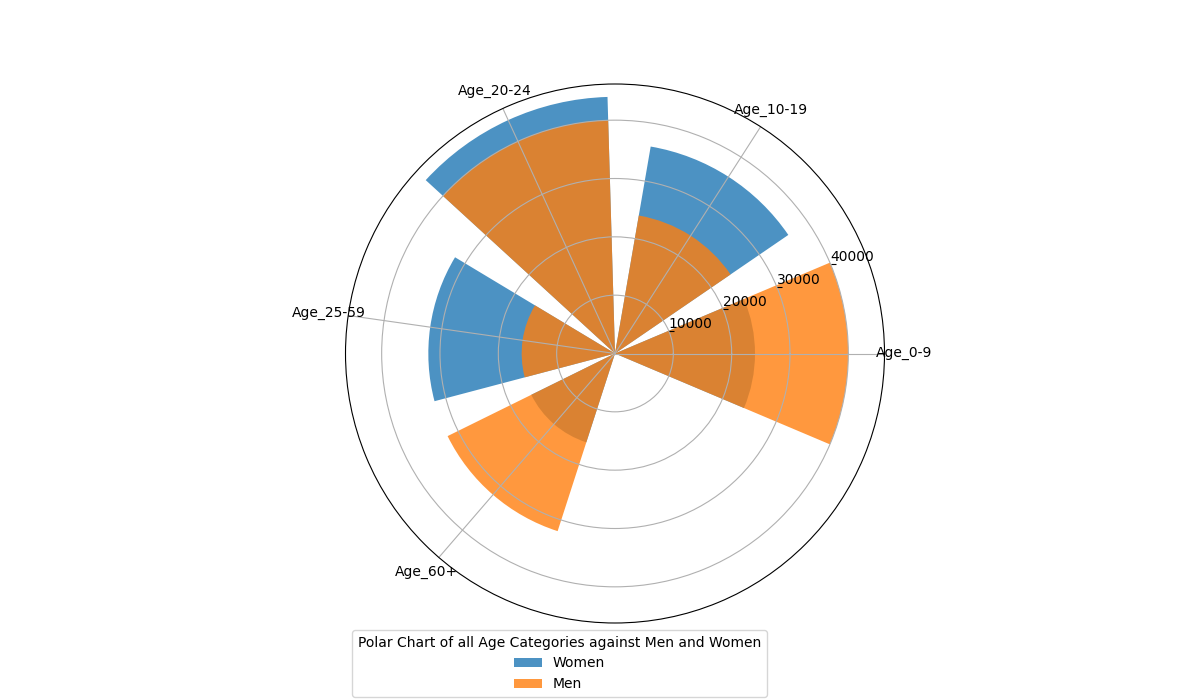 Age_20-24
Age_10-19
40000
30000
20000
10000
Age_25-59
Age_0-9
Age_60+
Polar Chart of all Age Categories against Men and Women
Women
Men